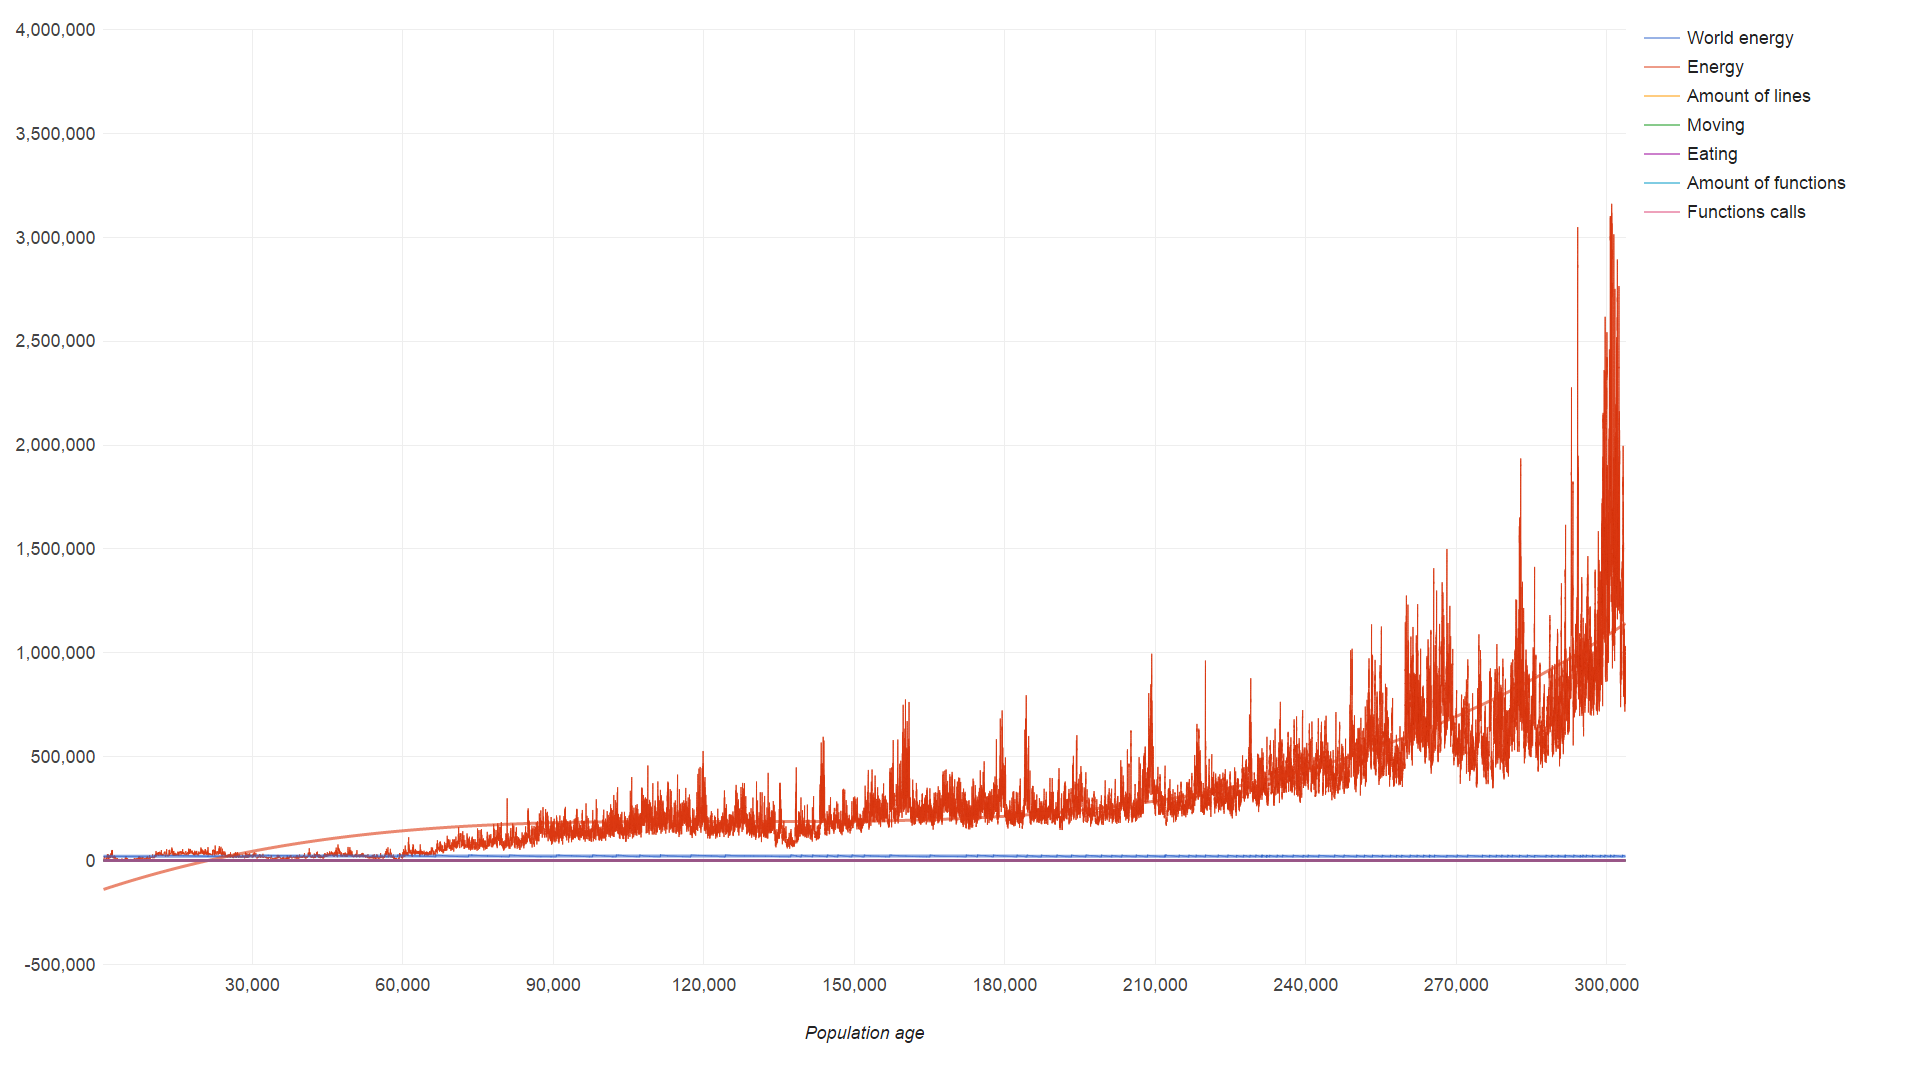 4,000,000
3,500,000
3,000,000
2,500,000
2,000,000
1,500,000
1,000,000
500,000
0
-500,000
30,000 60,000 90,000 120,000 150,000 180,000 210,000 240,000 270,000 300,000
Population age
World energy
Energy
Amount of lines
Moving
Eating
Amount of functions
Functions calls